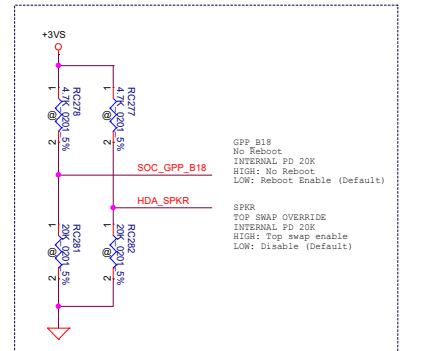 +3VS
1
1
RC278
4.7K_0201_5%
@
2
RC277
4.7K_0201_5%
@
2
SOC_GPP_B18
HDA_SPKR
GPP_B18
No Reboot
INTERNAL PD 20K
HIGH: No Reboot
LOW: Reboot Enable (Default)
SPKR
TOP SWAP OVERRIDE
INTERNAL PD 20K
HIGH: Top swap enable
LOW: Disable (Default)
1
1
RC281
20K_0201_5%
@
2
RC282
20K_0201_5%
@
2